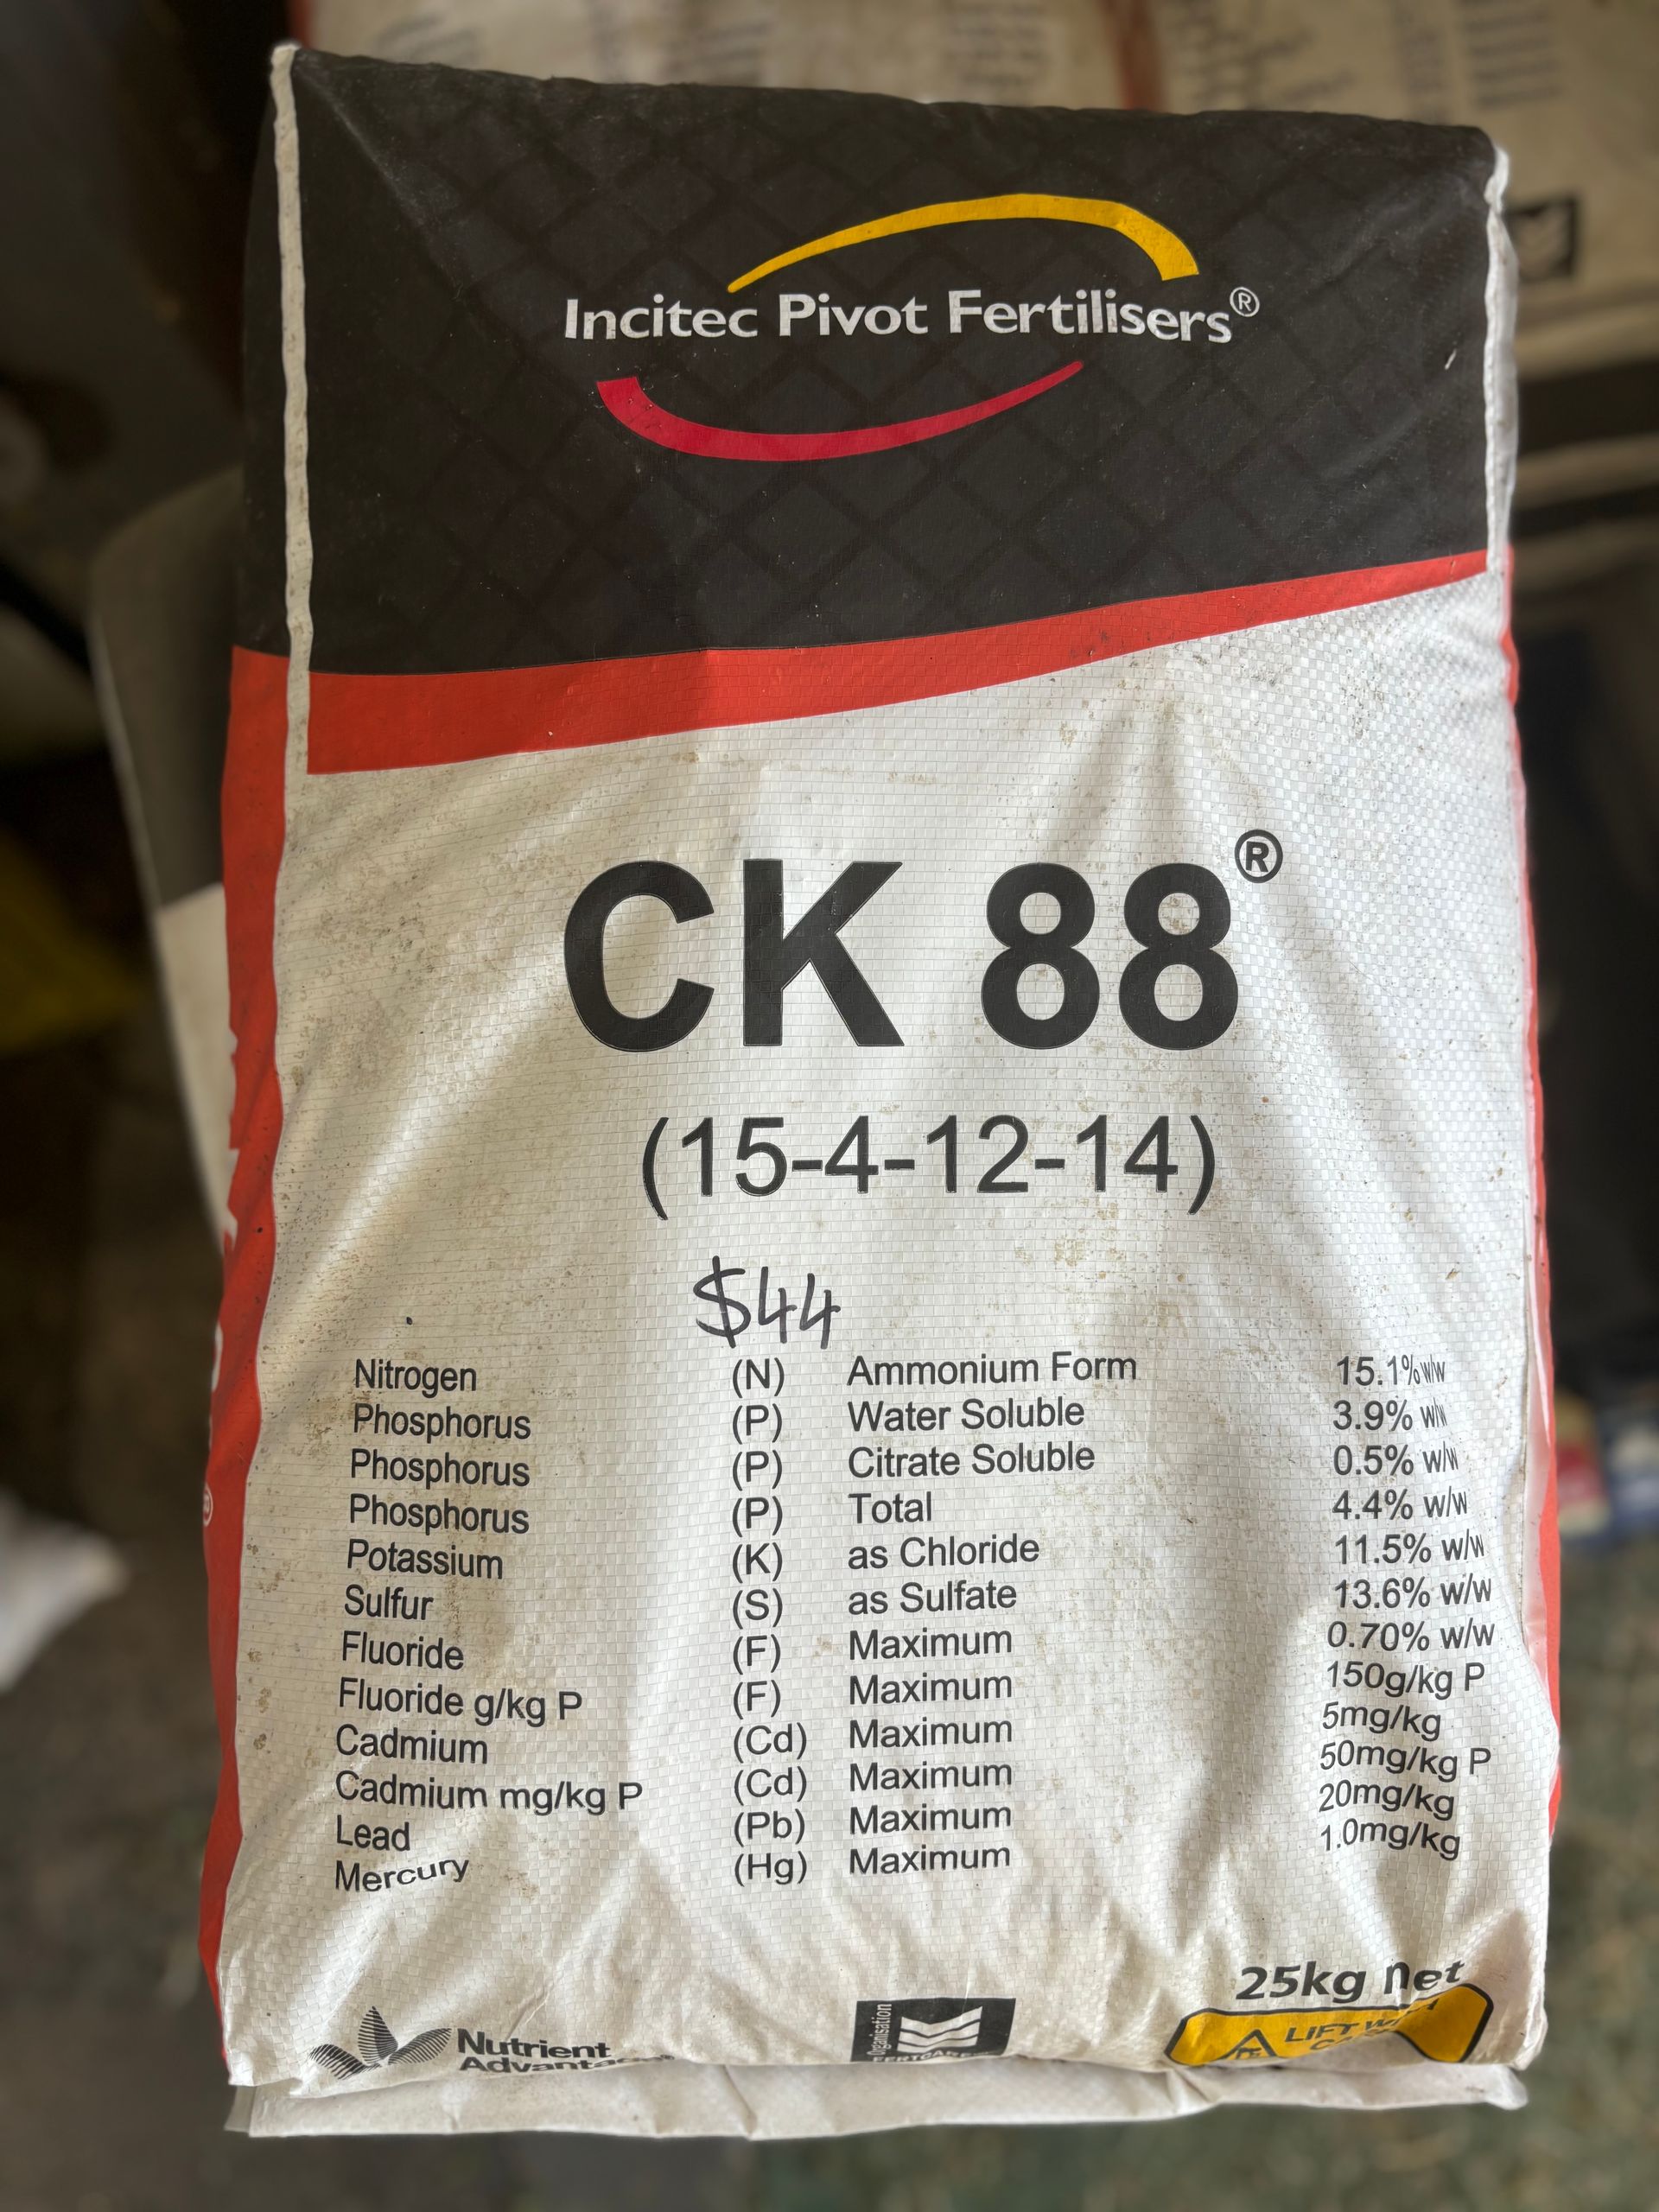 Incitec Pivot Fertilisers®
CK 88®
(15-4-12-14)
$44
Nitrogen (N) Ammonium Form 15.1% w/w
Phosphorus (P) Water Soluble 3.9% w/w
Phosphorus (P) Citrate Soluble 0.5% w/w
Phosphorus (P) Total 4.4% w/w
Potassium (K) as Chloride 11.5% w/w
Sulfur (S) as Sulfate 13.6% w/w
Fluoride (F) Maximum 0.70% w/w
Fluoride g/kg P (F) Maximum 150g/kg P
Cadmium (Cd) Maximum 5mg/kg
Cadmium mg/kg P (Cd) Maximum 50mg/kg P
Lead (Pb) Maximum 20mg/kg
Mercury (Hg) Maximum 1.0mg/kg
25kg net
Nutrient
Organisation
LIFT